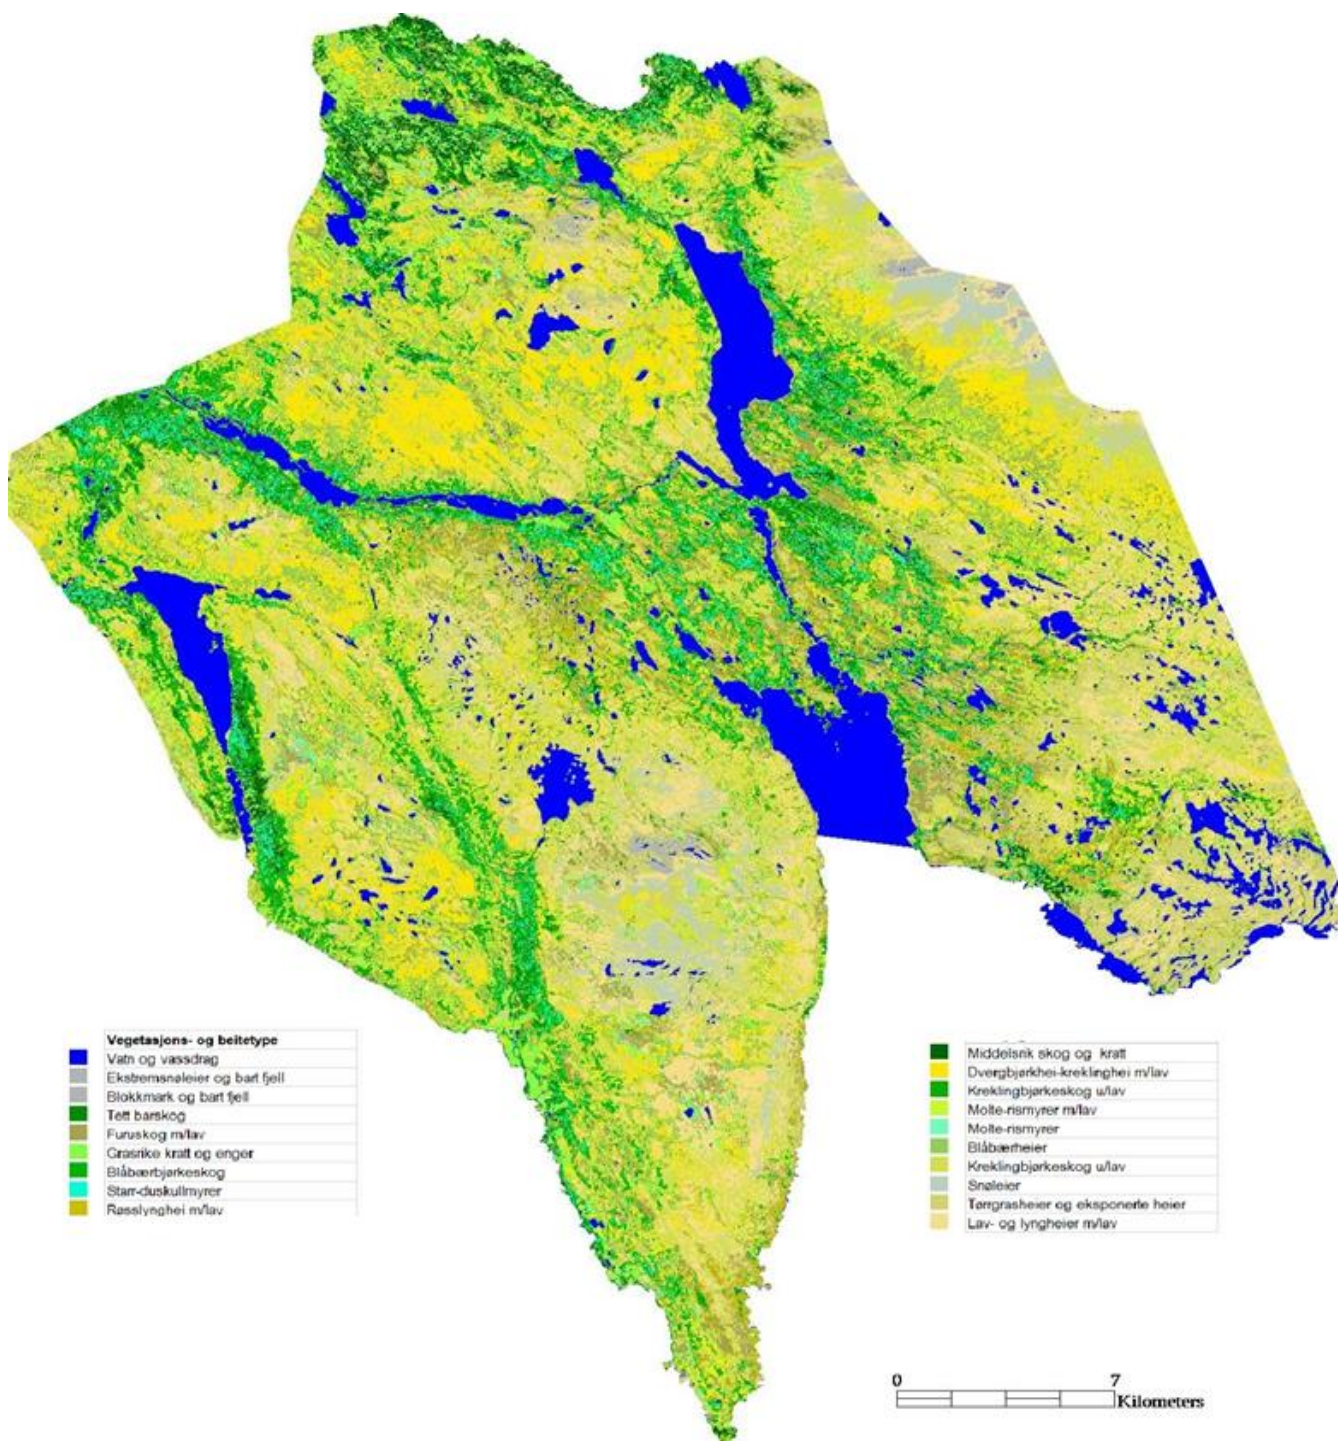 Vegetasjons- og beitetype
Vatn og vassdrag
Ekstremsnøleier og bart fjell
Blokkmark og bart fjell
Tett barskog
Furuskog m/lav
Grasrike kratt og enger
Blåbærbjørkeskog
Starr-duskullmyrer
Røsslynghei m/lav
Middelsrik skog og kratt
Dvergbjørkhei-kreklinghei m/lav
Kreklingbjørkeskog u/lav
Molte-rismyrer m/lav
Molte-rismyrer
Blåbærheier
Kreklingbjørkeskog u/lav
Snøleier
Tørrgrasheier og eksponerte heier
Lav- og lyngheier m/lav
0 7
Kilometers